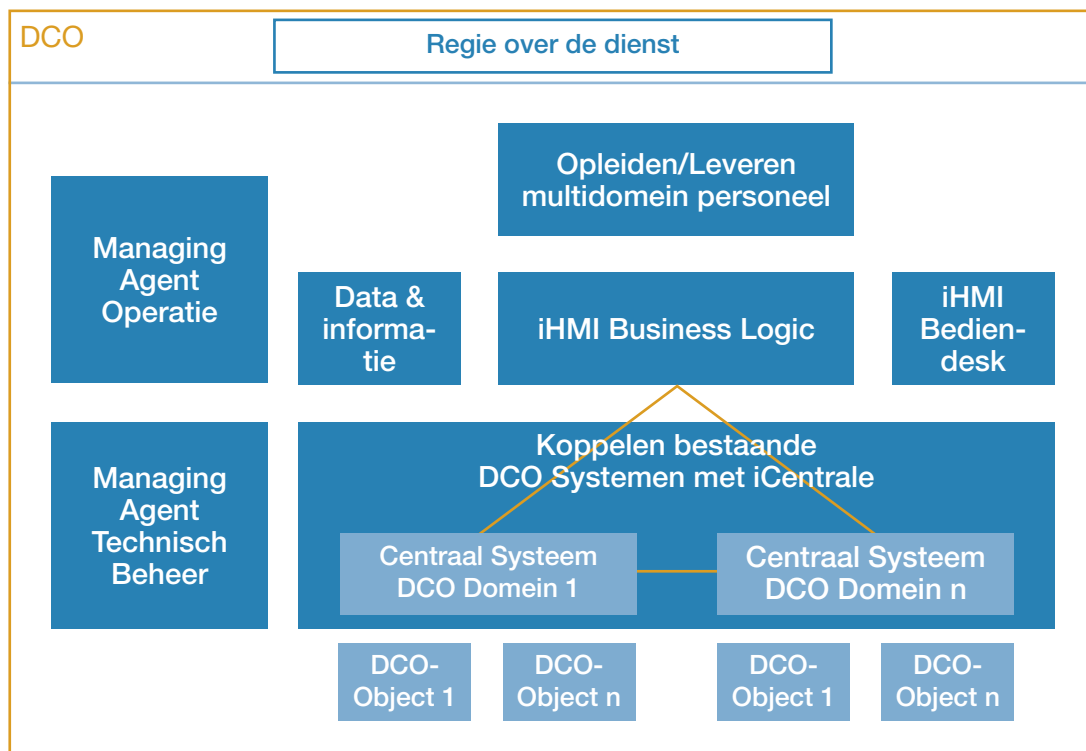 DCO
Regie over de dienst
Opleiden/Leveren
multidomein personeel
Managing
Agent
Operatie
Data &
informa-
tie
iHMI Business Logic
iHMI
Bedien-
desk
Managing
Agent
Technisch
Beheer
Koppelen bestaande
DCO Systemen met iCentrale
Centraal Systeem
DCO Domein 1
Centraal Systeem
DCO Domein n
DCO-
Object 1
DCO-
Object n
DCO-
Object 1
DCO-
Object n